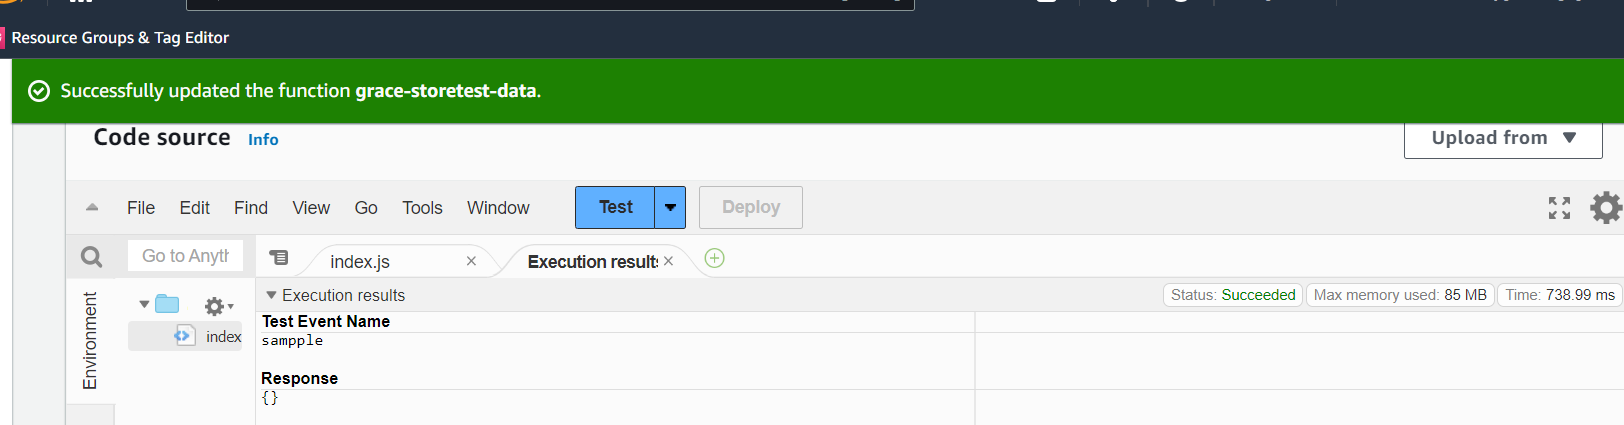 Resource Groups & Tag Editor
Successfully updated the function grace-storetest-data.
Code source Info
Upload from
File Edit Find View Go Tools Window Test Deploy
Go to Anyth
index.js
Execution results
Execution results
Status: Succeeded Max memory used: 85 MB Time: 738.99 ms
Environment
index
Test Event Name
sampple
Response
{}